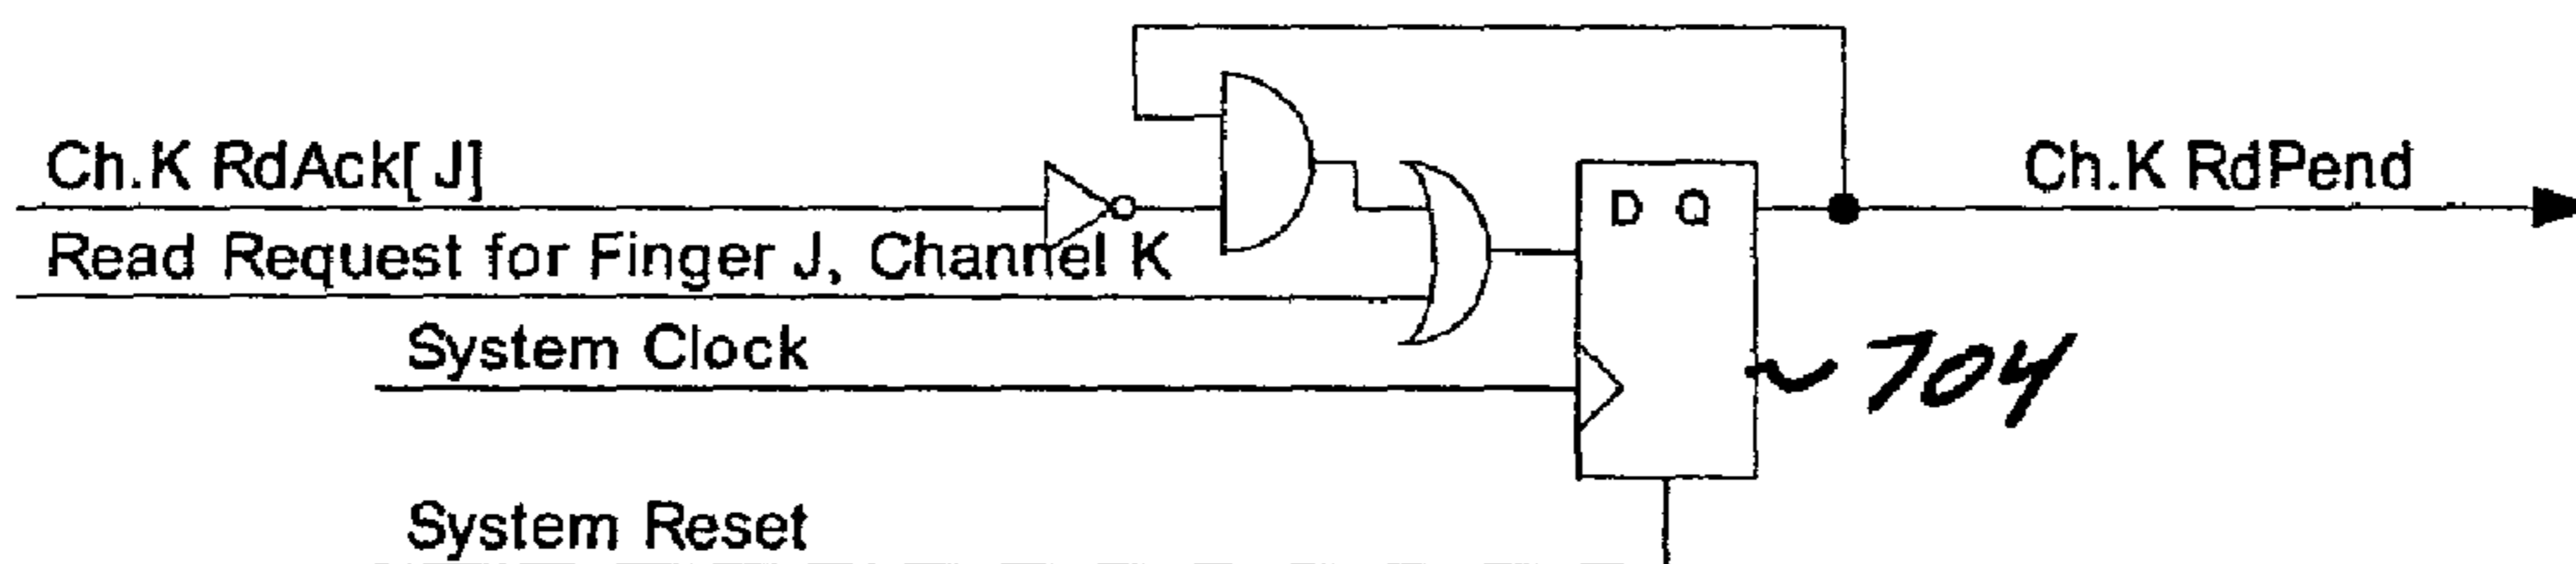 Ch.K RdAck[ J]
Ch.K RdPend
D Q
Read Request for Finger J, Channel K
System Clock
~704
System Reset